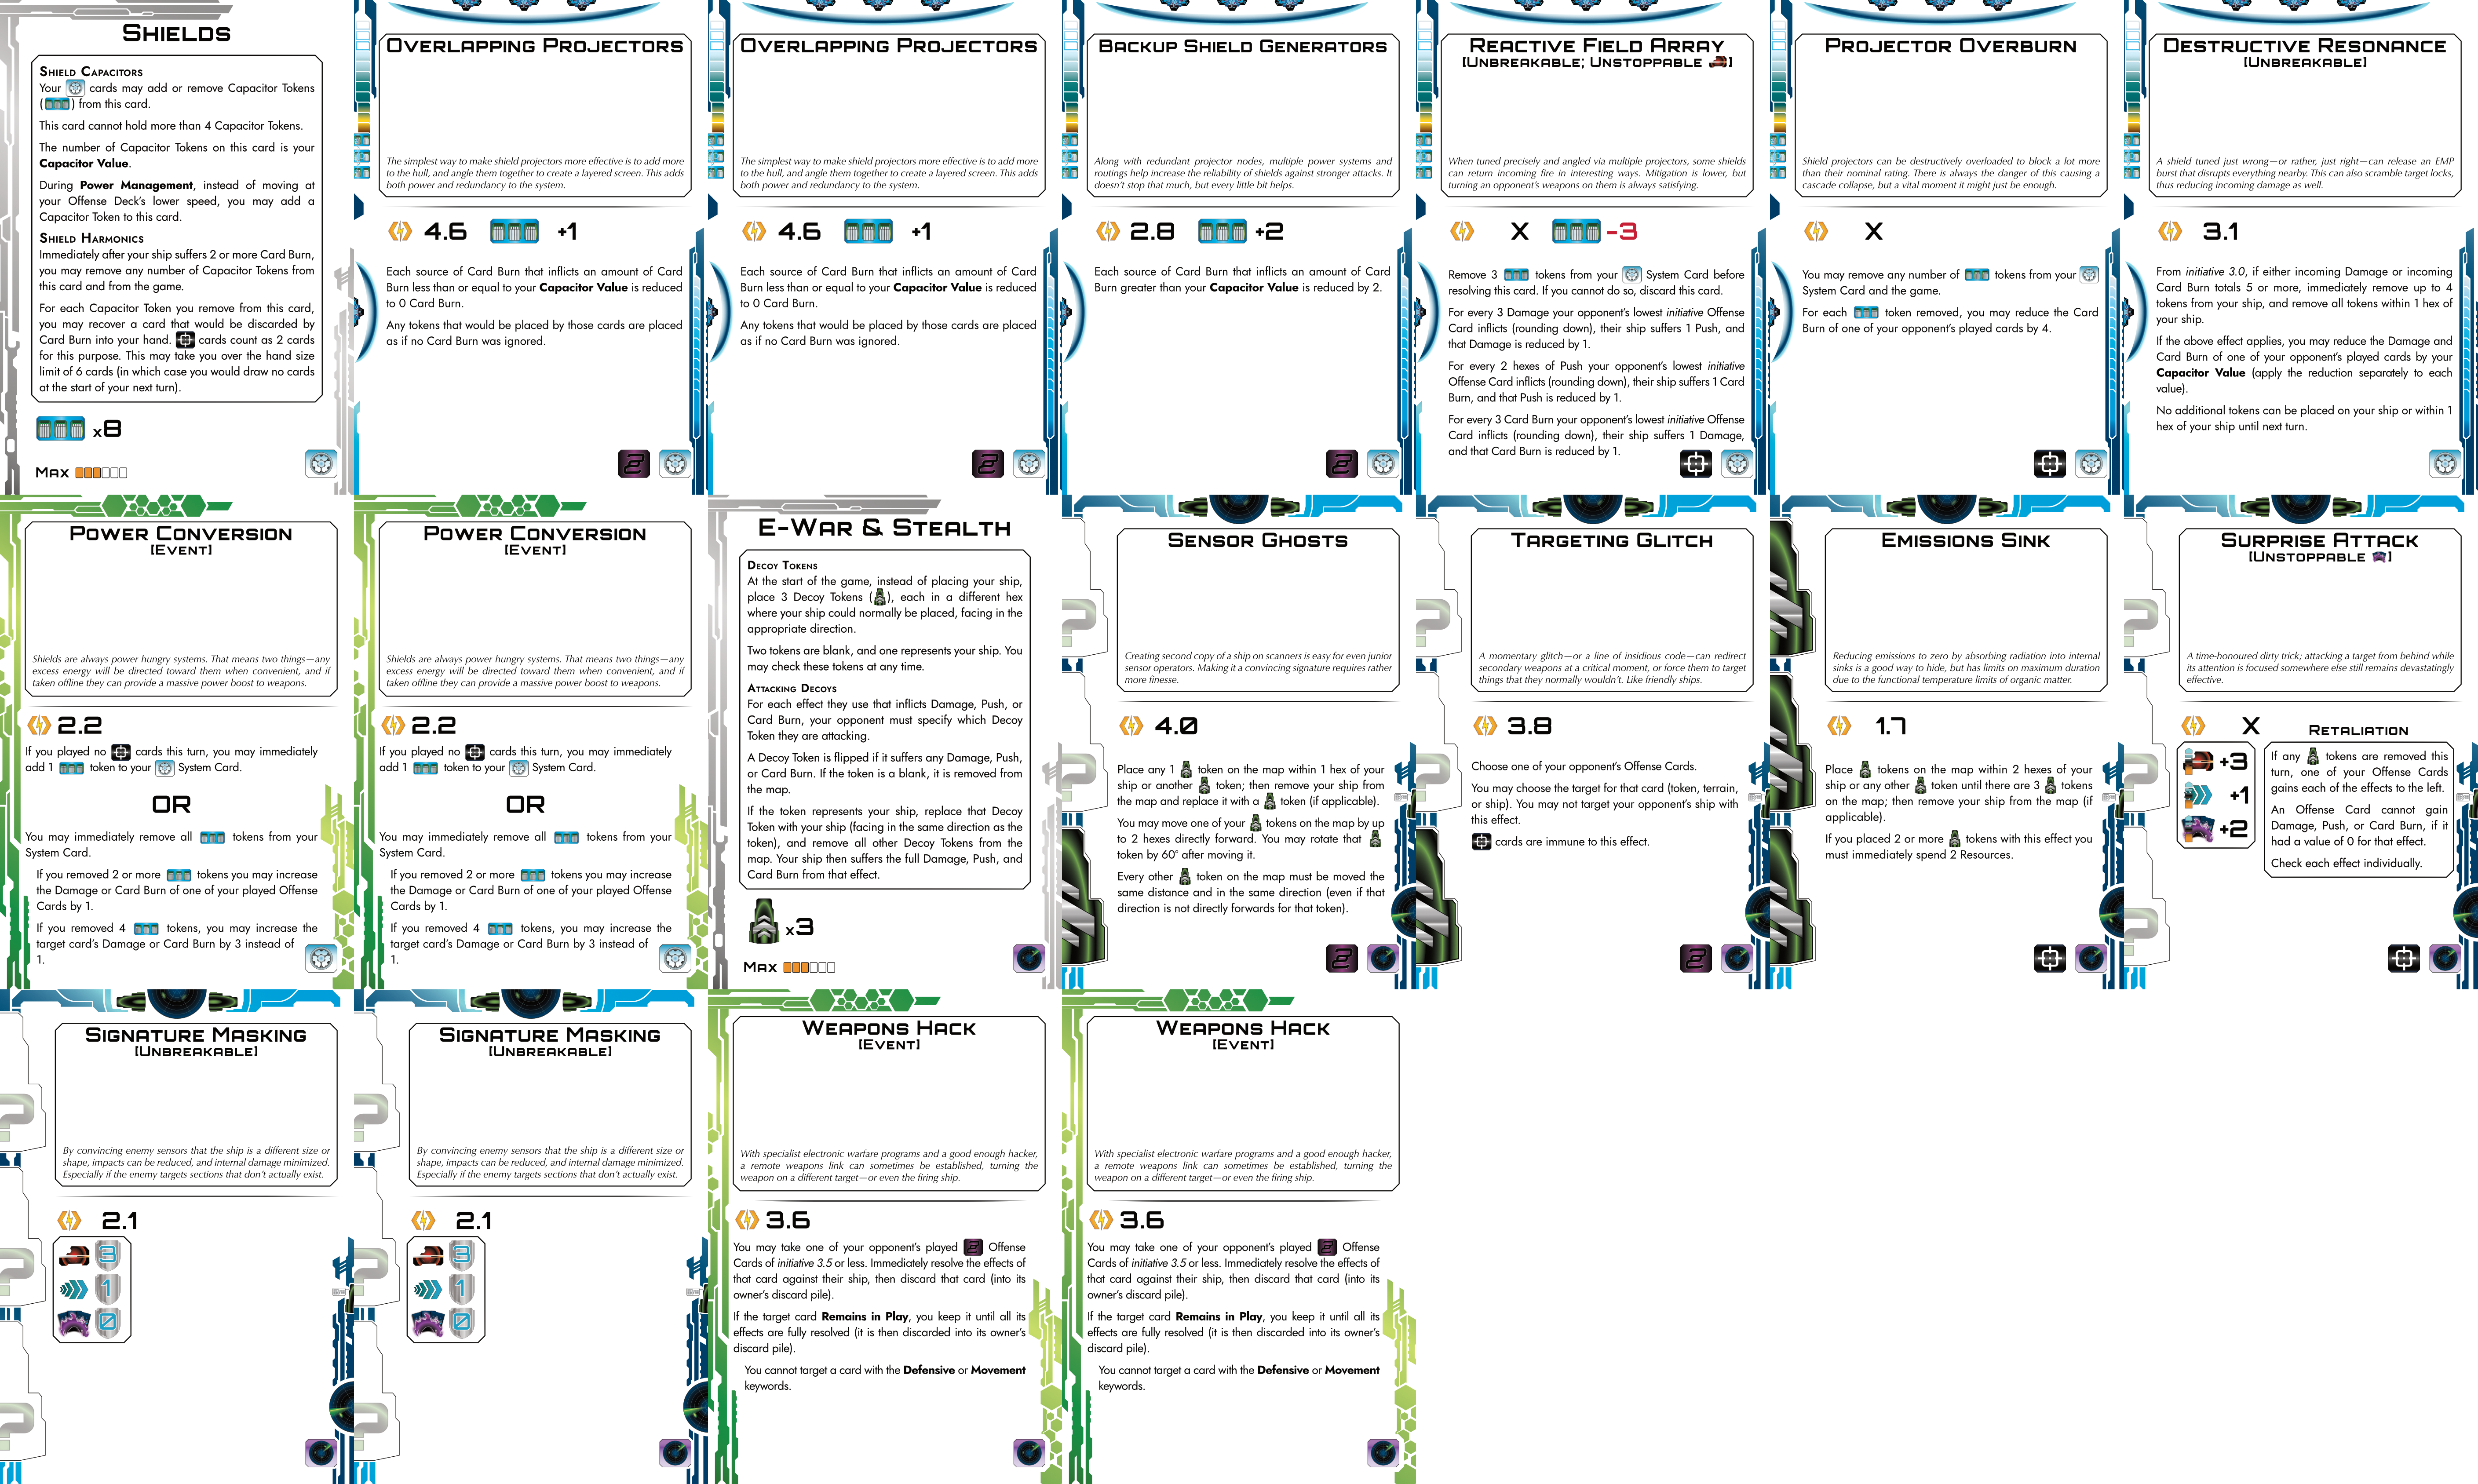 SHIELDS
SHIELD CAPACITORS
Your cards may add or remove Capacitor Tokens
( ) from this card.
This card cannot hold more than 4 Capacitor Tokens.
The number of Capacitor Tokens on this card is your
Capacitor Value.
During Power Management, instead of moving at
your Offense Deck's lower speed, you may add a
Capacitor Token to this card.
SHIELD HARMONICS
Immediately after your ship suffers 2 or more Card Burn,
you may remove any number of Capacitor Tokens from
this card and from the game.
For each Capacitor Token you remove from this card,
you may recover a card that would be discarded by
Card Burn into your hand. cards count as 2 cards
for this purpose. This may take you over the hand size
limit of 6 cards (in which case you would draw no cards
at the start of your next turn).
x8
MAX
OVERLAPPING PROJECTORS
The simplest way to make shield projectors more effective is to add more
to the hull, and angle them together to create a layered screen. This adds
both power and redundancy to the system.
4.6 +1
Each source of Card Burn that inflicts an amount of Card
Burn less than or equal to your Capacitor Value is reduced
to 0 Card Burn.
Any tokens that would be placed by those cards are placed
as if no Card Burn was ignored.
2
OVERLAPPING PROJECTORS
The simplest way to make shield projectors more effective is to add more
to the hull, and angle them together to create a layered screen. This adds
both power and redundancy to the system.
4.6 +1
Each source of Card Burn that inflicts an amount of Card
Burn less than or equal to your Capacitor Value is reduced
to 0 Card Burn.
Any tokens that would be placed by those cards are placed
as if no Card Burn was ignored.
2
BACKUP SHIELD GENERATORS
Along with redundant projector nodes, multiple power systems and
routings help increase the reliability of shields against stronger attacks. It
doesn't stop that much, but every little bit helps.
2.8 +2
Each source of Card Burn that inflicts an amount of Card
Burn greater than your Capacitor Value is reduced by 2.
2
REACTIVE FIELD ARRAY
[UNBREAKABLE; UNSTOPPABLE ]
When tuned precisely and angled via multiple projectors, some shields
can return incoming fire in interesting ways. Mitigation is lower, but
turning an opponent's weapons on them is always satisfying.
X -3
Remove 3 tokens from your System Card before
resolving this card. If you cannot do so, discard this card.
For every 3 Damage your opponent's lowest initiative Offense
Card inflicts (rounding down), their ship suffers 1 Push, and
that Damage is reduced by 1.
For every 2 hexes of Push your opponent's lowest initiative
Offense Card inflicts (rounding down), their ship suffers 1 Card
Burn, and that Push is reduced by 1.
For every 3 Card Burn your opponent's lowest initiative Offense
Card inflicts (rounding down), their ship suffers 1 Damage,
and that Card Burn is reduced by 1.
PROJECTOR OVERBURN
Shield projectors can be destructively overloaded to block a lot more
than their nominal rating. There is always the danger of this causing a
cascade collapse, but a vital moment it might just be enough.
X
You may remove any number of tokens from your
System Card and the game.
For each token removed, you may reduce the Card
Burn of one of your opponent's played cards by 4.
DESTRUCTIVE RESONANCE
[UNBREAKABLE]
A shield tuned just wrong—or rather, just right—can release an EMP
burst that disrupts everything nearby. This can also scramble target locks,
thus reducing incoming damage as well.
3.1
From initiative 3.0, if either incoming Damage or incoming
Card Burn totals 5 or more, immediately remove up to 4
tokens from your ship, and remove all tokens within 1 hex of
your ship.
If the above effect applies, you may reduce the Damage and
Card Burn of one of your opponent's played cards by your
Capacitor Value (apply the reduction separately to each
value).
No additional tokens can be placed on your ship or within 1
hex of your ship until next turn.
POWER CONVERSION
[EVENT]
Shields are always power hungry systems. That means two things—any
excess energy will be directed toward them when convenient, and if
taken offline they can provide a massive power boost to weapons.
2.2
If you played no cards this turn, you may immediately
add 1 token to your System Card.
OR
You may immediately remove all tokens from your
System Card.
If you removed 2 or more tokens you may increase
the Damage or Card Burn of one of your played Offense
Cards by 1.
If you removed 4 tokens, you may increase the
target card's Damage or Card Burn by 3 instead of
1.
POWER CONVERSION
[EVENT]
Shields are always power hungry systems. That means two things—any
excess energy will be directed toward them when convenient, and if
taken offline they can provide a massive power boost to weapons.
2.2
If you played no cards this turn, you may immediately
add 1 token to your System Card.
OR
You may immediately remove all tokens from your
System Card.
If you removed 2 or more tokens you may increase
the Damage or Card Burn of one of your played Offense
Cards by 1.
If you removed 4 tokens, you may increase the
target card's Damage or Card Burn by 3 instead of
1.
E-WAR & STEALTH
DECOY TOKENS
At the start of the game, instead of placing your ship,
place 3 Decoy Tokens ( ), each in a different hex
where your ship could normally be placed, facing in the
appropriate direction.
Two tokens are blank, and one represents your ship. You
may check these tokens at any time.
ATTACKING DECOYS
For each effect they use that inflicts Damage, Push, or
Card Burn, your opponent must specify which Decoy
Token they are attacking.
A Decoy Token is flipped if it suffers any Damage, Push,
or Card Burn. If the token is a blank, it is removed from
the map.
If the token represents your ship, replace that Decoy
Token with your ship (facing in the same direction as the
token), and remove all other Decoy Tokens from the
map. Your ship then suffers the full Damage, Push, and
Card Burn from that effect.
x3
MAX
SENSOR GHOSTS
Creating second copy of a ship on scanners is easy for even junior
sensor operators. Making it a convincing signature requires rather
more finesse.
4.0
Place any 1 token on the map within 1 hex of your
ship or another token; then remove your ship from
the map and replace it with a token (if applicable).
You may move one of your tokens on the map by up
to 2 hexes directly forward. You may rotate that
token by 60° after moving it.
Every other token on the map must be moved the
same distance and in the same direction (even if that
direction is not directly forwards for that token).
2
TARGETING GLITCH
A momentary glitch—or a line of insidious code—can redirect
secondary weapons at a critical moment, or force them to target
things that they normally wouldn't. Like friendly ships.
3.8
Choose one of your opponent's Offense Cards.
You may choose the target for that card (token, terrain,
or ship). You may not target your opponent's ship with
this effect.
cards are immune to this effect.
2
EMISSIONS SINK
Reducing emissions to zero by absorbing radiation into internal
sinks is a good way to hide, but has limits on maximum duration
due to the functional temperature limits of organic matter.
1.7
Place tokens on the map within 2 hexes of your
ship or any other token until there are 3 tokens
on the map; then remove your ship from the map (if
applicable).
If you placed 2 or more tokens with this effect you
must immediately spend 2 Resources.
SURPRISE ATTACK
[UNSTOPPABLE ]
A time-honoured dirty trick; attacking a target from behind while
its attention is focused somewhere else still remains devastatingly
effective.
X RETALIATION
+3
+1
+2
If any tokens are removed this
turn, one of your Offense Cards
gains each of the effects to the left.
An Offense Card cannot gain
Damage, Push, or Card Burn, if it
had a value of 0 for that effect.
Check each effect individually.
SIGNATURE MASKING
[UNBREAKABLE]
By convincing enemy sensors that the ship is a different size or
shape, impacts can be reduced, and internal damage minimized.
Especially if the enemy targets sections that don't actually exist.
2.1
3
1
0
SIGNATURE MASKING
[UNBREAKABLE]
By convincing enemy sensors that the ship is a different size or
shape, impacts can be reduced, and internal damage minimized.
Especially if the enemy targets sections that don't actually exist.
2.1
3
1
0
WEAPONS HACK
[EVENT]
With specialist electronic warfare programs and a good enough hacker,
a remote weapons link can sometimes be established, turning the
weapon on a different target—or even the firing ship.
3.6
You may take one of your opponent's played 2 Offense
Cards of initiative 3.5 or less. Immediately resolve the effects of
that card against their ship, then discard that card (into its
owner's discard pile).
If the target card Remains in Play, you keep it until all its
effects are fully resolved (it is then discarded into its owner's
discard pile).
You cannot target a card with the Defensive or Movement
keywords.
WEAPONS HACK
[EVENT]
With specialist electronic warfare programs and a good enough hacker,
a remote weapons link can sometimes be established, turning the
weapon on a different target—or even the firing ship.
3.6
You may take one of your opponent's played 2 Offense
Cards of initiative 3.5 or less. Immediately resolve the effects of
that card against their ship, then discard that card (into its
owner's discard pile).
If the target card Remains in Play, you keep it until all its
effects are fully resolved (it is then discarded into its owner's
discard pile).
You cannot target a card with the Defensive or Movement
keywords.